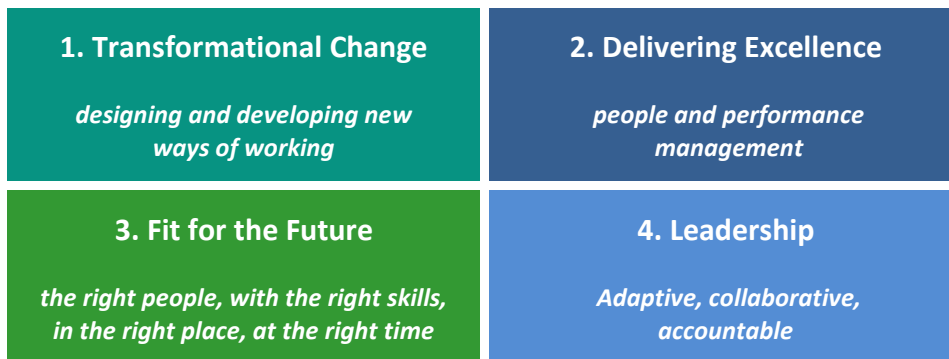 1. Transformational Change
designing and developing new
ways of working
2. Delivering Excellence
people and performance
management
3. Fit for the Future
the right people, with the right skills,
in the right place, at the right time
4. Leadership
Adaptive, collaborative,
accountable